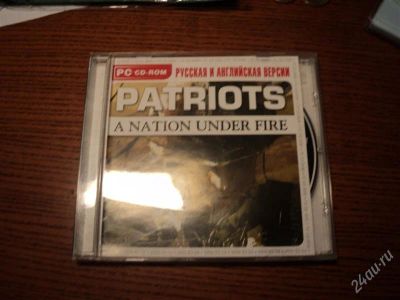 PC CD-ROM РУССКАЯ И АНГЛИЙСКАЯ ВЕРСИИ
PATRIOTS
A NATION UNDER FIRE
24au.ru